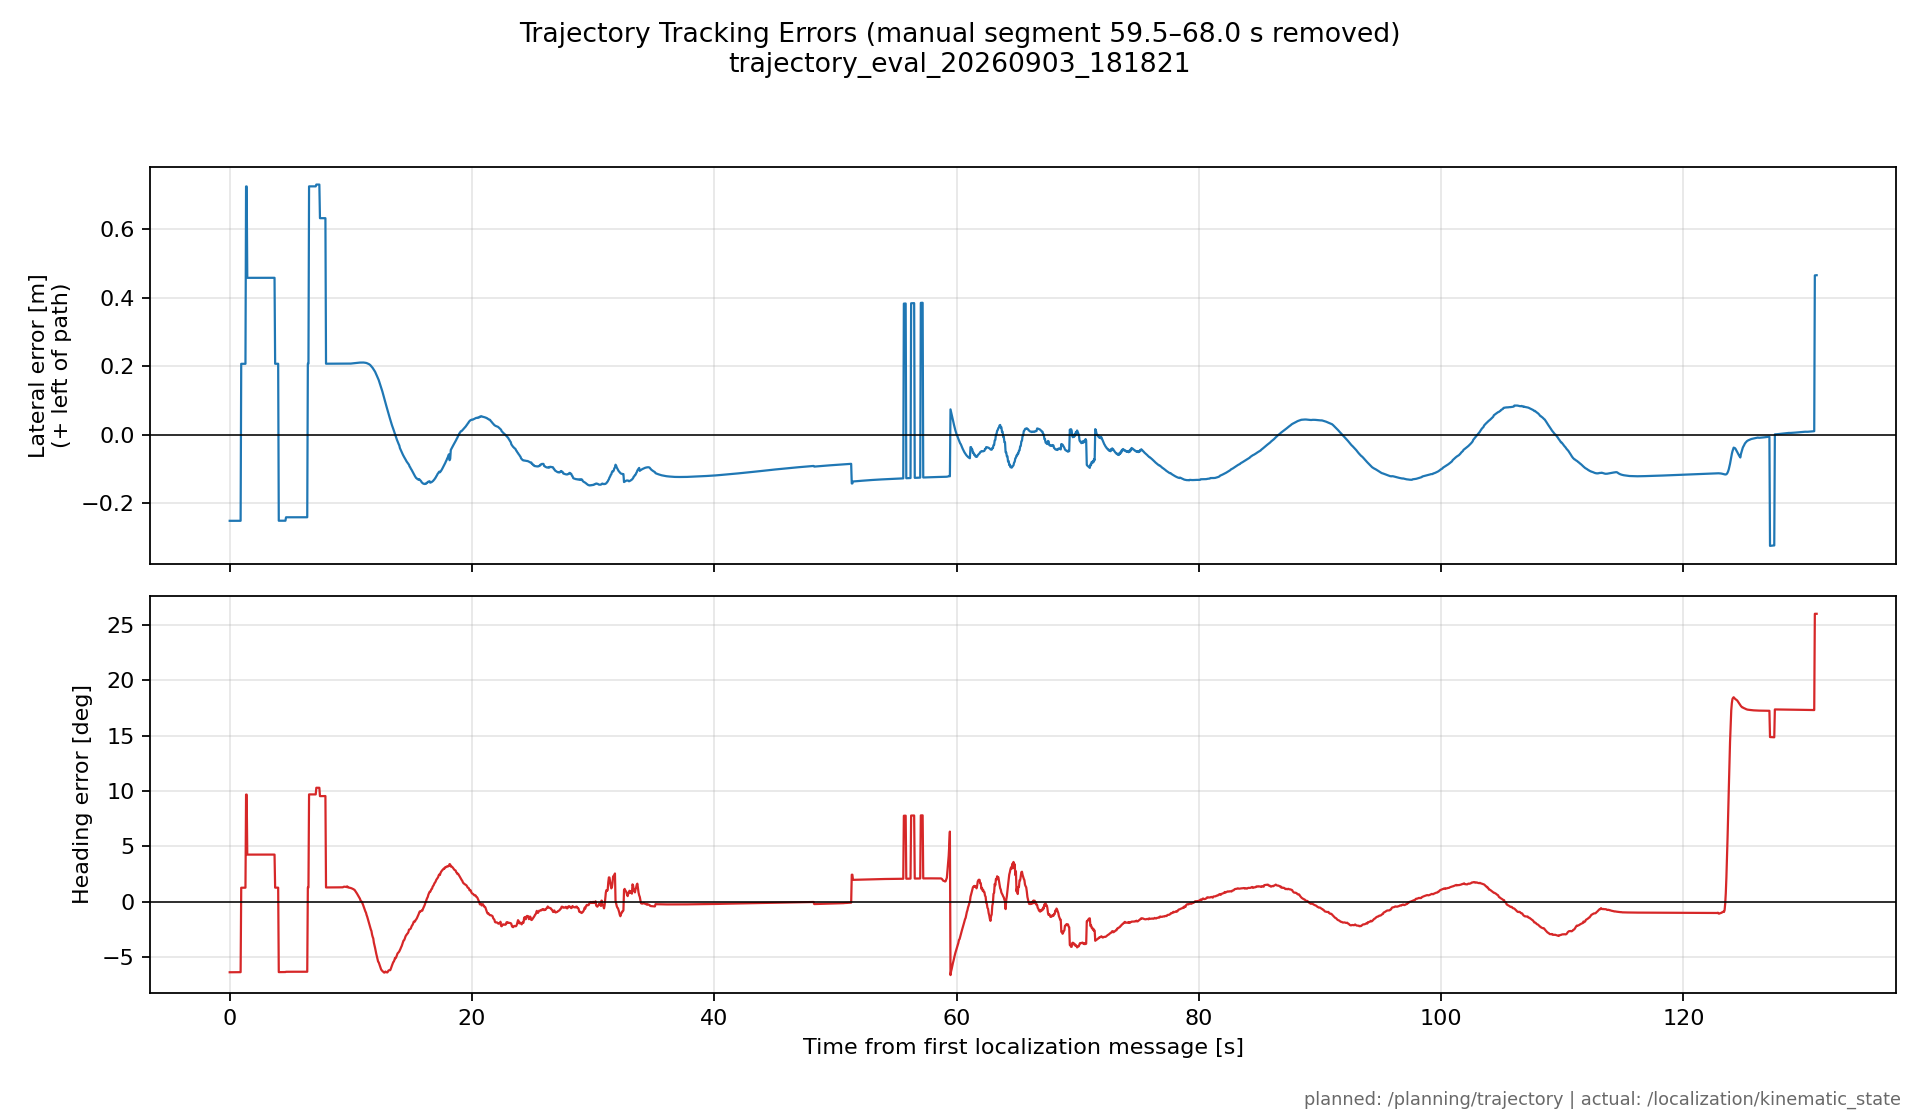 Trajectory Tracking Errors (manual segment 59.5–68.0 s removed)
trajectory_eval_20260903_181821
Lateral error [m]
(+ left of path)
0.6
0.4
0.2
0.0
−0.2
Heading error [deg]
25
20
15
10
5
0
−5
0
20
40
60
80
100
120
Time from first localization message [s]
planned: /planning/trajectory | actual: /localization/kinematic_state